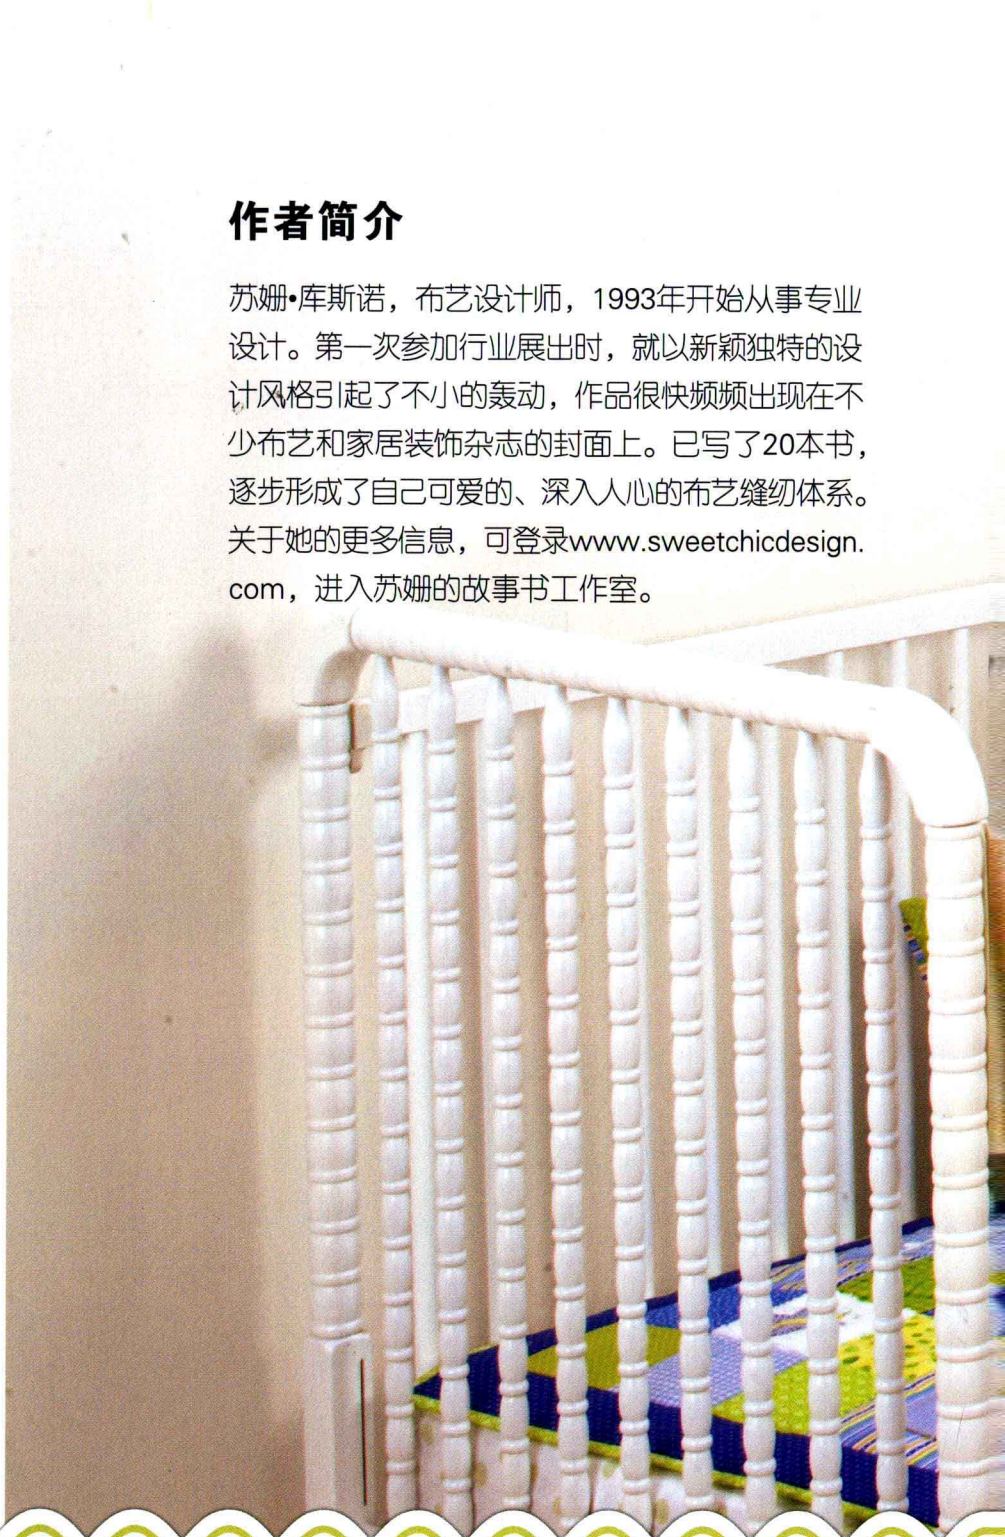 作者简介
苏姗•库斯诺，布艺设计师，1993年开始从事专业
设计。第一次参加行业展出时，就以新颖独特的设
计风格引起了不小的轰动，作品很快频频出现在不
少布艺和家居装饰杂志的封面上。已写了20本书，
逐步形成了自己可爱的、深入人心的布艺缝纫体系。
关于她的更多信息，可登录www.sweetchicdesign.
com，进入苏姗的故事书工作室。